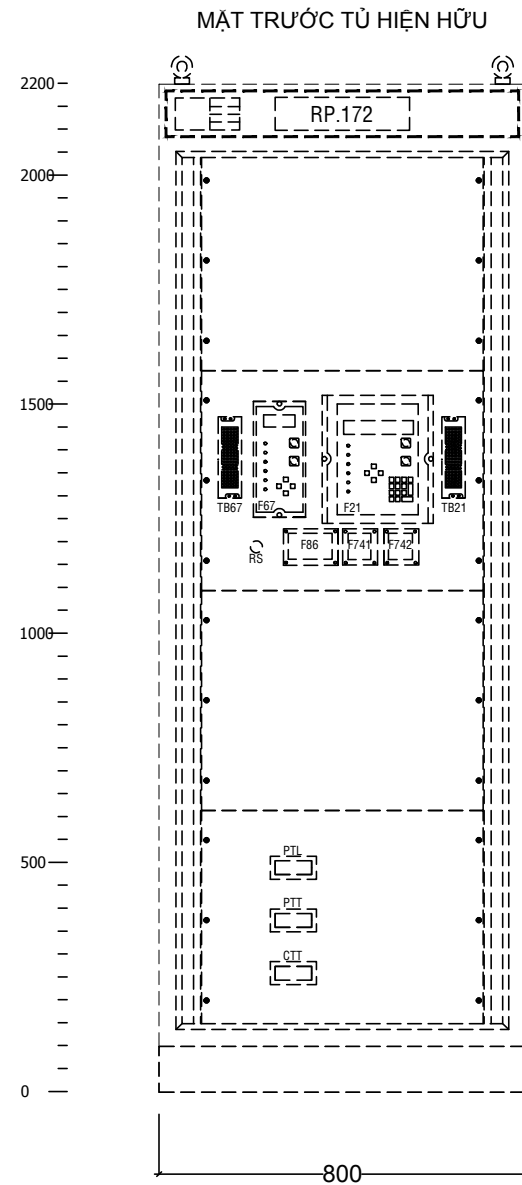 MẶT TRƯỚC TỦ HIỆN HỮU
2200
RP.172
2000
1500
TB67
F67
F21
TB21
RS
F86
F741
F742
1000
PTL
500
PTT
CTT
0
800